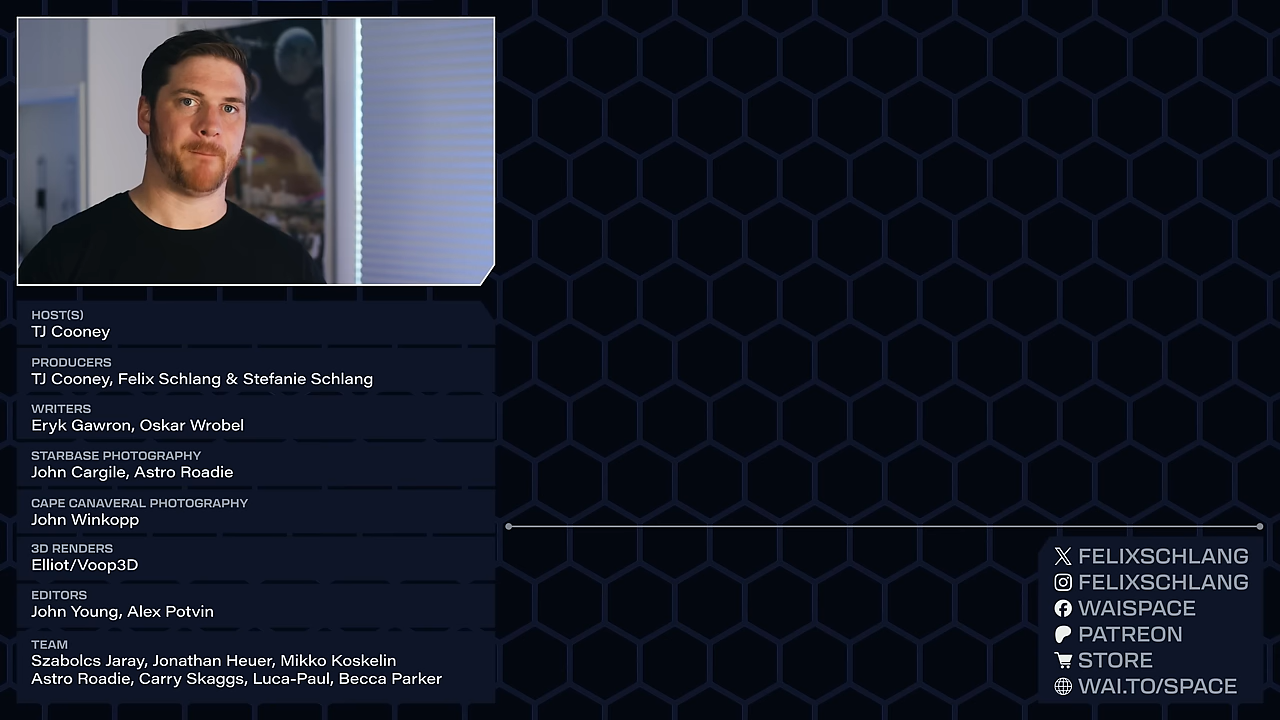 HOST(S)
TJ Cooney
PRODUCERS
TJ Cooney, Felix Schlang & Stefanie Schlang
WRITERS
Eryk Gawron, Oskar Wrobel
STARBASE PHOTOGRAPHY
John Cargile, Astro Roadie
CAPE CANAVERAL PHOTOGRAPHY
John Winkopp
3D RENDERS
Elliot/Voop3D
EDITORS
John Young, Alex Potvin
TEAM
Szabolcs Jaray, Jonathan Heuer, Mikko Koskelin
Astro Roadie, Carry Skaggs, Luca-Paul, Becca Parker
FELIXSCHLANG
FELIXSCHLANG
WAISPACE
PATREON
STORE
WAI.TO/SPACE